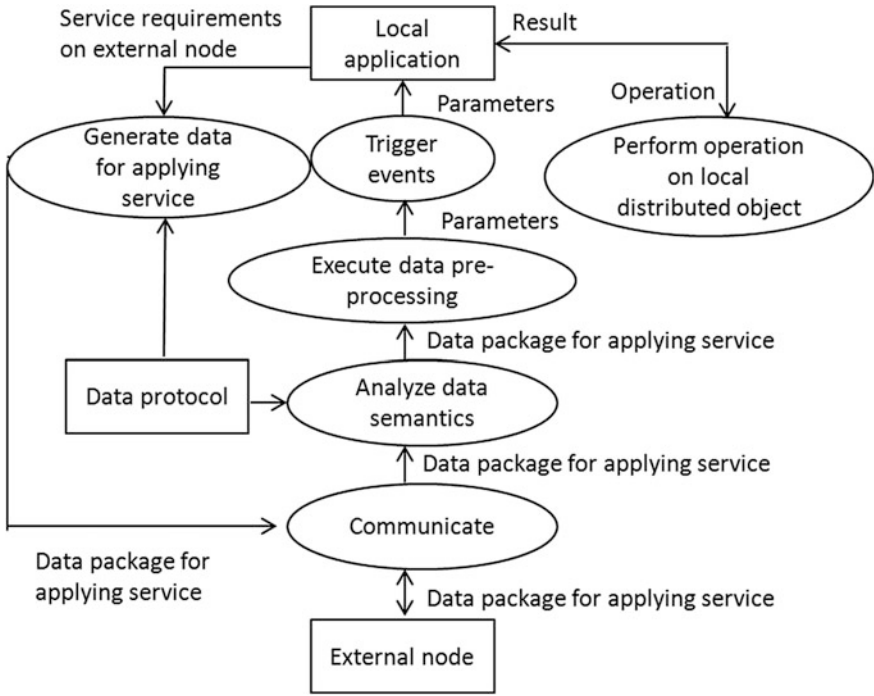 Service requirements
on external node
Local
application
Result
Parameters
Operation
Generate data
for applying
service
Trigger
events
Perform operation
on local
distributed object
Parameters
Execute data pre-
processing
Data package for applying service
Data protocol
Analyze data
semantics
Data package for applying service
Communicate
Data package for
applying service
Data package for applying service
External node